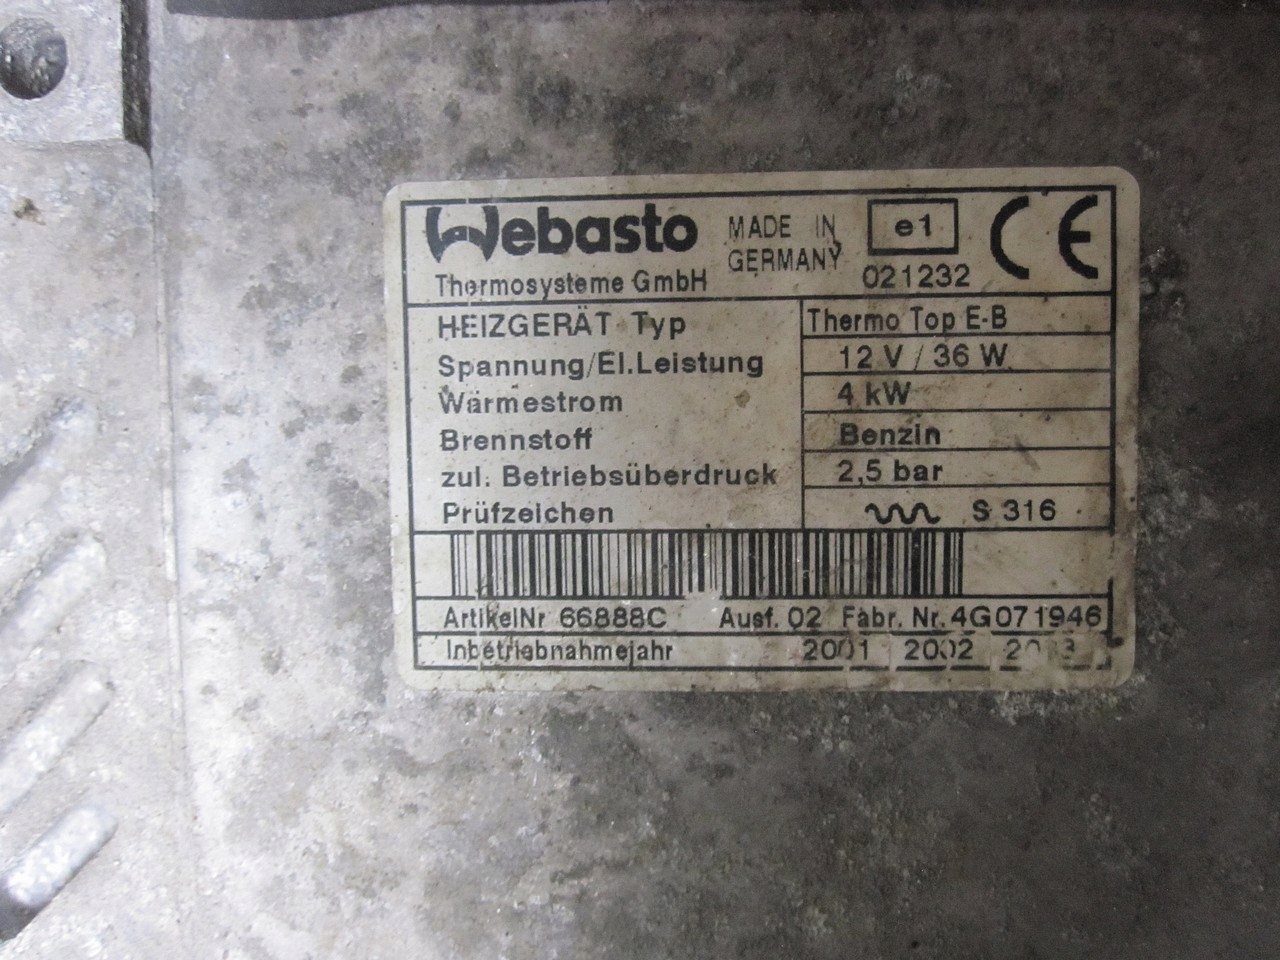 Webasto
Thermosysteme GmbH
MADE IN
GERMANY
e1
021232
CE
HEIZGERÄT Typ Thermo Top E-B
Spannung/El.Leistung 12 V / 36 W
Wärmestrom 4 kW
Brennstoff Benzin
zul. Betriebsüberdruck 2,5 bar
Prüfzeichen S 316
ArtikelNr 66888C Ausf. 02 Fabr. Nr. 4G071946
Inbetriebnahmejahr 2001 2002